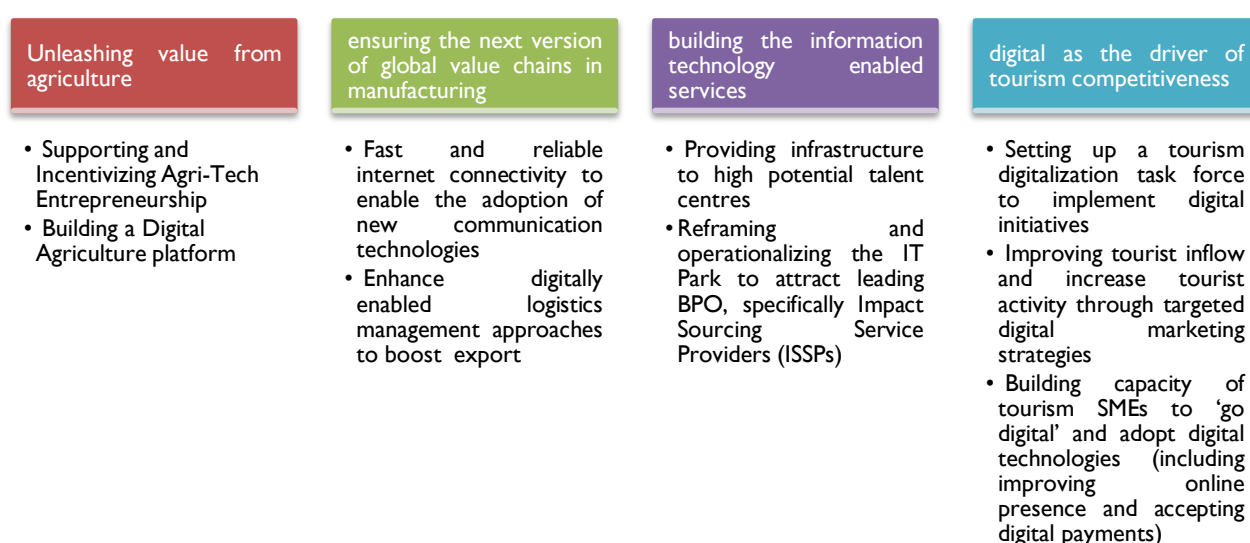 Unleashing value from
agriculture
• Supporting and
Incentivizing Agri-Tech
Entrepreneurship
• Building a Digital
Agriculture platform
ensuring the next version
of global value chains in
manufacturing
• Fast and reliable
internet connectivity to
enable the adoption of
new communication
technologies
• Enhance digitally
enabled logistics
management approaches
to boost export
building the information
technology enabled
services
• Providing infrastructure
to high potential talent
centres
• Reframing and
operationalizing the IT
Park to attract leading
BPO, specifically Impact
Sourcing Service
Providers (ISSPs)
digital as the driver of
tourism competitiveness
• Setting up a tourism
digitalization task force
to implement digital
initiatives
• Improving tourist inflow
and increase tourist
activity through targeted
digital marketing
strategies
• Building capacity of
tourism SMEs to ‘go
digital’ and adopt digital
technologies (including
improving online
presence and accepting
digital payments)